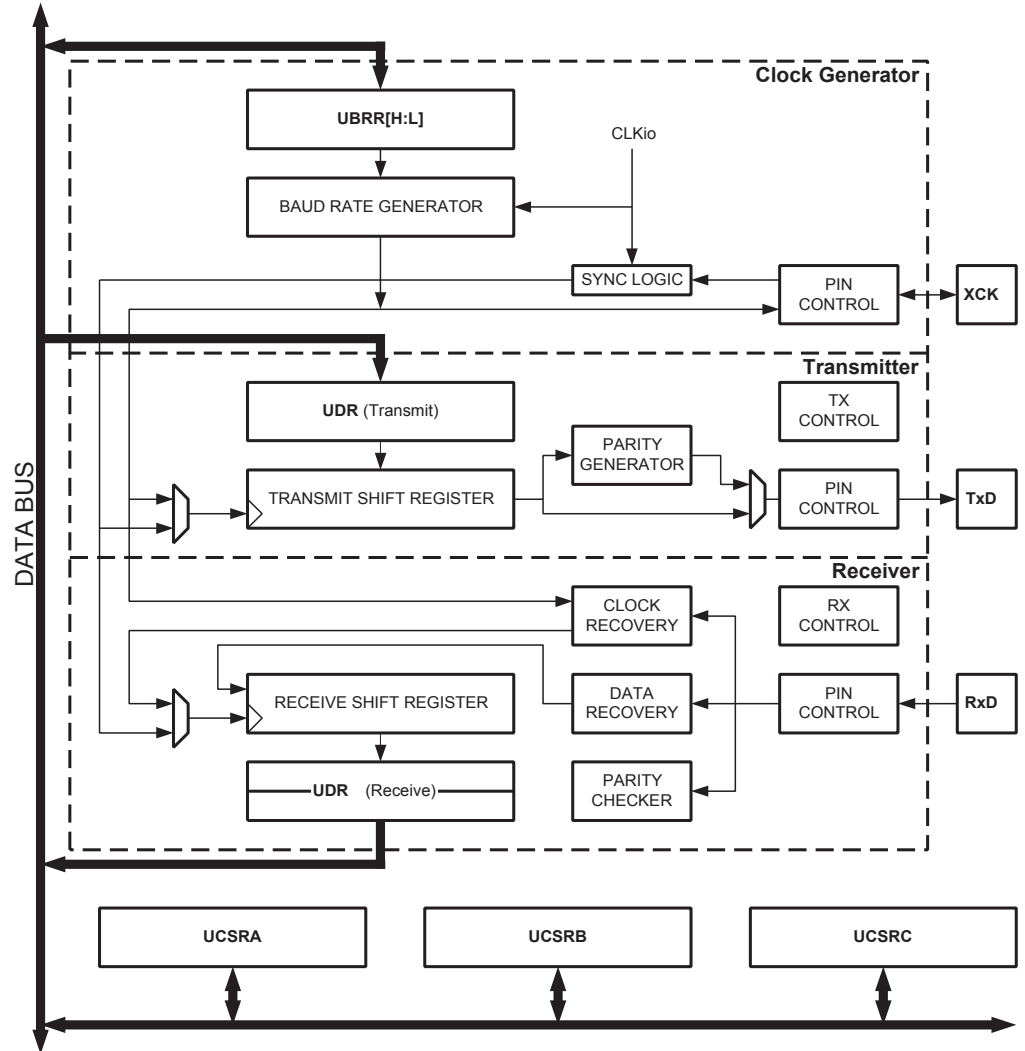 Clock Generator
UBRR[H:L]
CLKio
BAUD RATE GENERATOR
SYNC LOGIC
PIN
CONTROL
XCK
Transmitter
UDR (Transmit)
TX
CONTROL
PARITY
GENERATOR
TRANSMIT SHIFT REGISTER
PIN
CONTROL
TxD
DATA BUS
Receiver
CLOCK
RECOVERY
RX
CONTROL
RECEIVE SHIFT REGISTER
DATA
RECOVERY
PIN
CONTROL
RxD
UDR (Receive)
PARITY
CHECKER
UCSRA
UCSRB
UCSRC